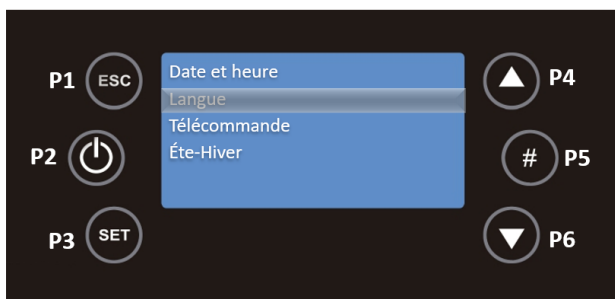 P1 ESC
Date et heure
Langue
Télécommande
Éte-Hiver
P4
P2
# P5
P3 SET
P6